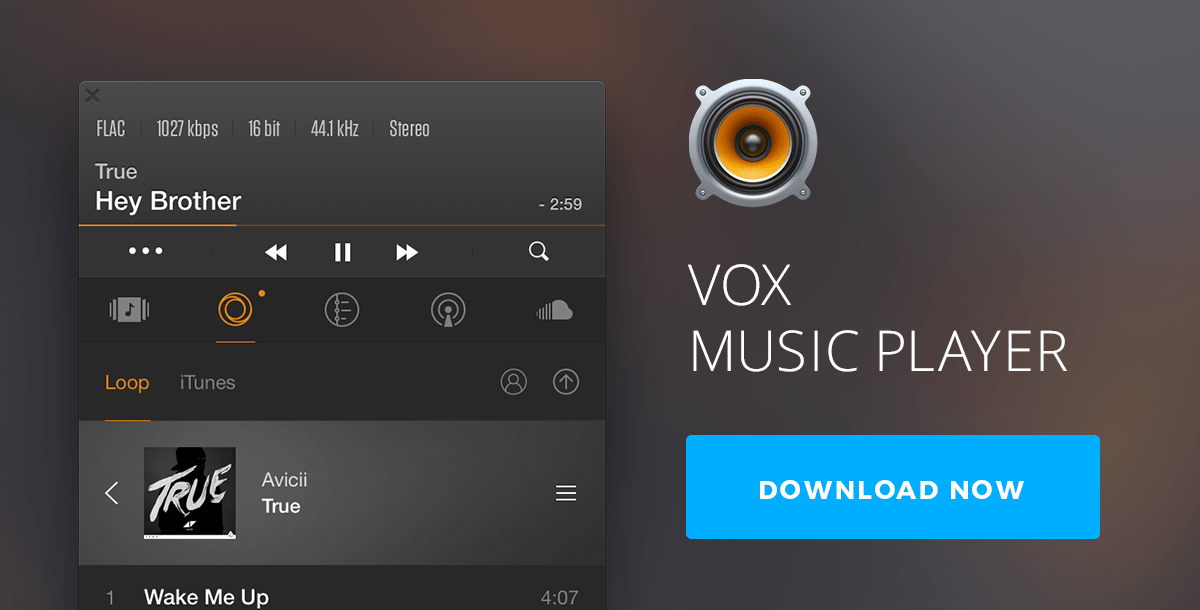 FLAC 1027 kbps 16 bit 44.1 kHz Stereo
True
Hey Brother
- 2:59
Loop iTunes
TRUE
Avicii
True
1 Wake Me Up 4:07
VOX
MUSIC PLAYER
DOWNLOAD NOW